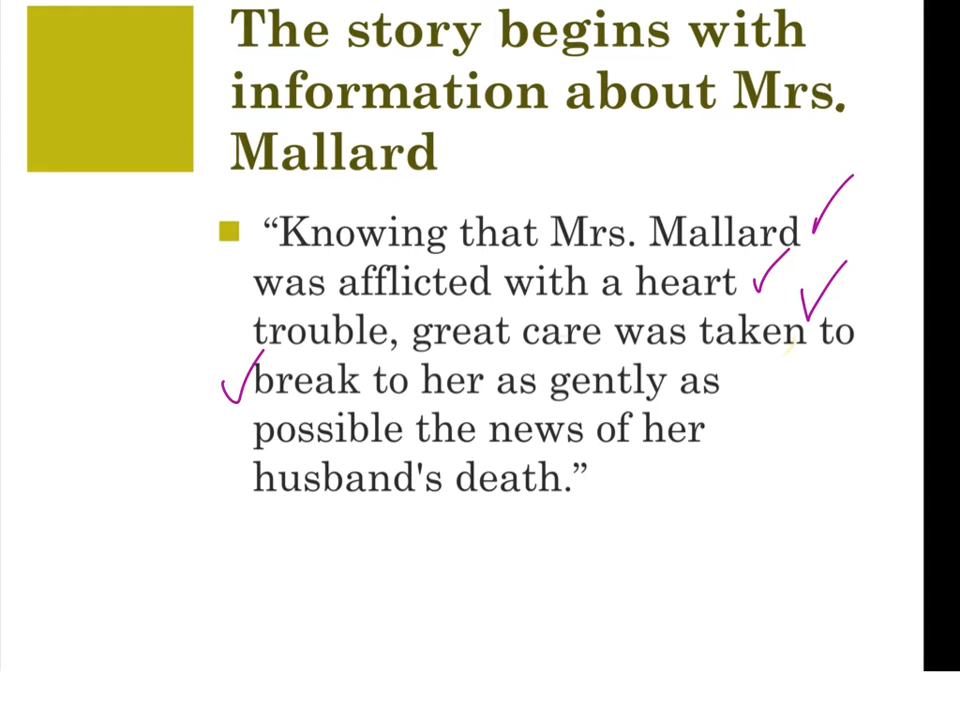 The story begins with
information about Mrs.
Mallard
“Knowing that Mrs. Mallard
was afflicted with a heart
trouble, great care was taken to
break to her as gently as
possible the news of her
husband's death.”